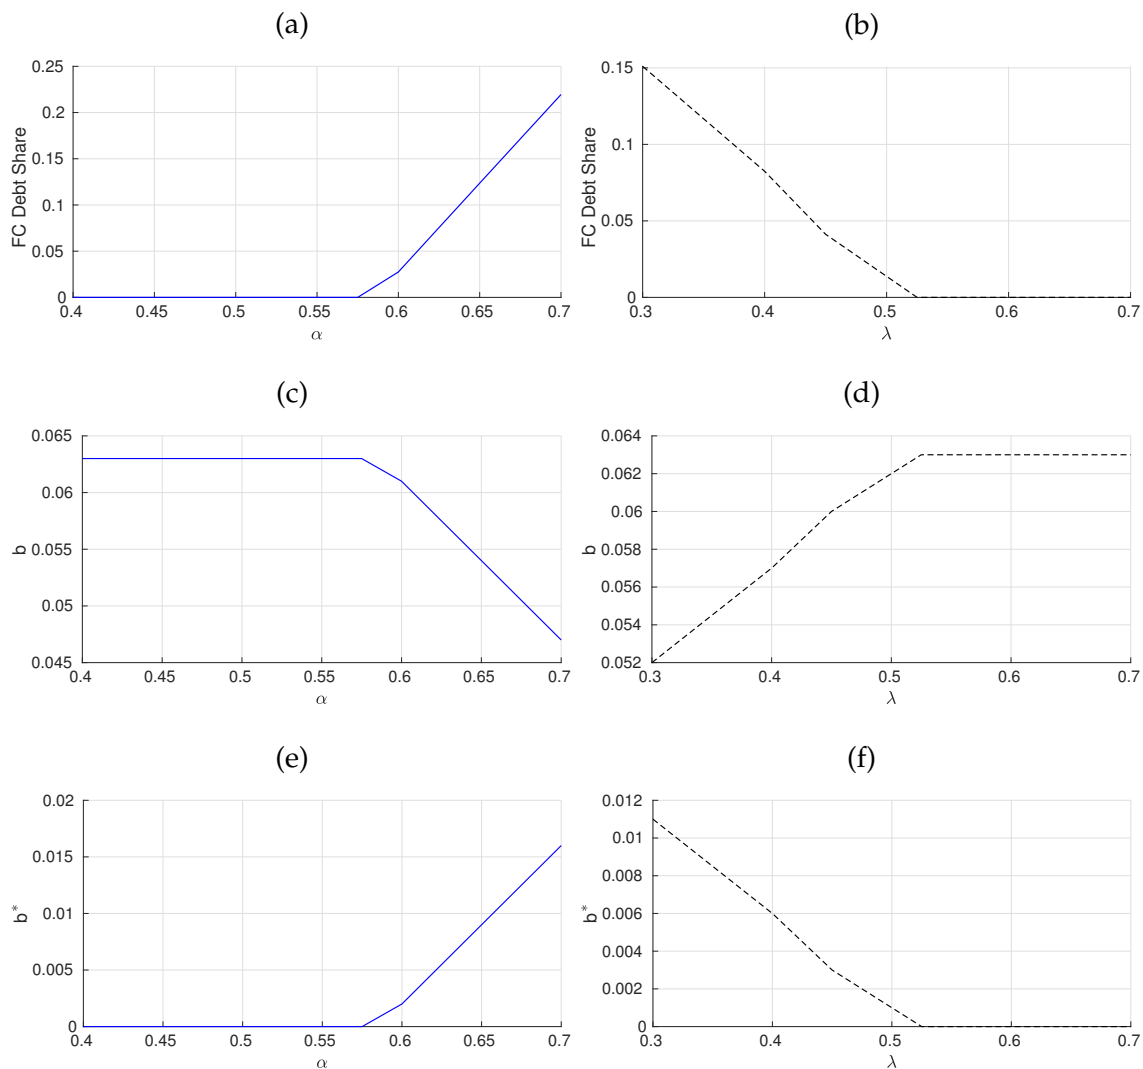 (a)
0.25
0.2
0.15
0.1
0.05
0
FC Debt Share
0.4 0.45 0.5 0.55 0.6 0.65 0.7
α
(b)
0.15
0.1
0.05
0
FC Debt Share
0.3 0.4 0.5 0.6 0.7
λ
(c)
0.065
0.06
0.055
0.05
0.045
b
0.4 0.45 0.5 0.55 0.6 0.65 0.7
α
(d)
0.064
0.062
0.06
0.058
0.056
0.054
0.052
b
0.3 0.4 0.5 0.6 0.7
λ
(e)
0.02
0.015
0.01
0.005
0
b*
0.4 0.45 0.5 0.55 0.6 0.65 0.7
α
(f)
0.012
0.01
0.008
0.006
0.004
0.002
0
b*
0.3 0.4 0.5 0.6 0.7
λ